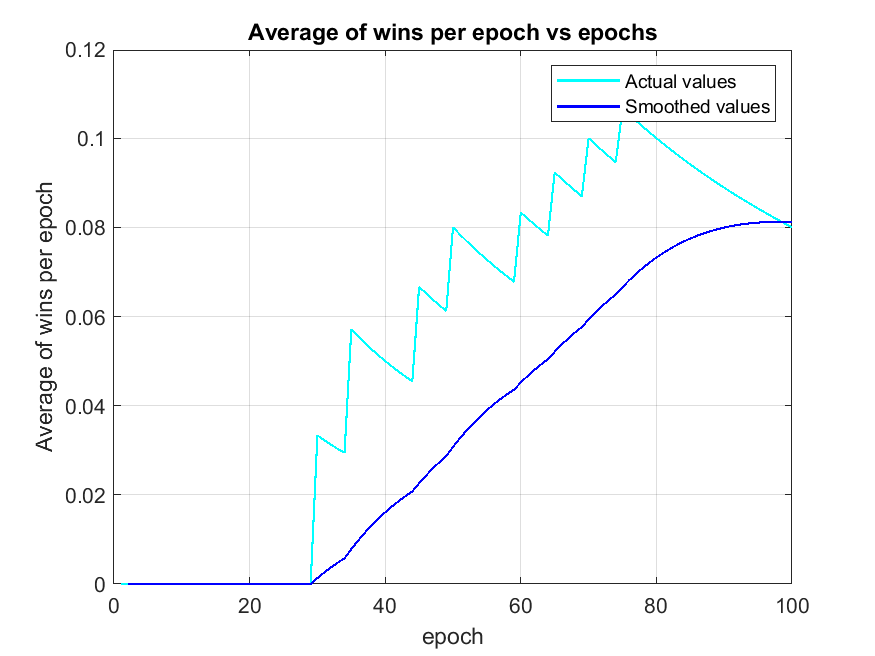 Average of wins per epoch vs epochs
Actual values
Smoothed values
0.12
0.1
0.08
0.06
0.04
0.02
0
Average of wins per epoch
0 20 40 60 80 100
epoch